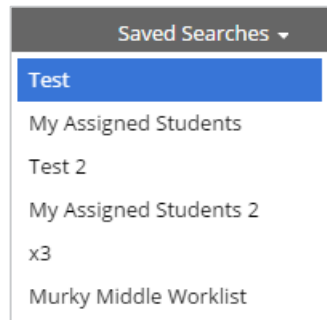 Saved Searches
Test
My Assigned Students
Test 2
My Assigned Students 2
x3
Murky Middle Worklist